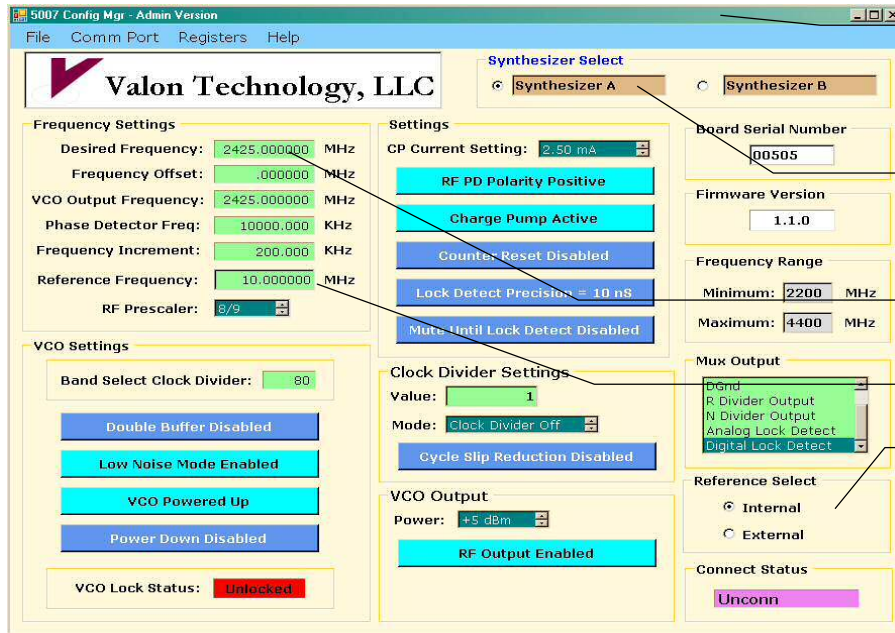 5007 Config Mgr - Admin Version
File Comm Port Registers Help
Valon Technology, LLC
Synthesizer Select
Synthesizer A
Synthesizer B
Frequency Settings
Desired Frequency: 2425.000000 MHz
Frequency Offset: .000000 MHz
VCO Output Frequency: 2425.000000 MHz
Phase Detector Freq: 10000.000 KHz
Frequency Increment: 200.000 KHz
Reference Frequency: 10.000000 MHz
RF Prescaler: 8/9
VCO Settings
Band Select Clock Divider: 80
Double Buffer Disabled
Low Noise Mode Enabled
VCO Powered Up
Power Down Disabled
VCO Lock Status: Unlocked
Settings
CP Current Setting: 2.50 mA
RF PD Polarity Positive
Charge Pump Active
Counter Reset Disabled
Lock Detect Precision = 10 nS
Mute Until Lock Detect Disabled
Clock Divider Settings
Value: 1
Mode: Clock Divider Off
Cycle Slip Reduction Disabled
VCO Output
Power: +5 dBm
RF Output Enabled
Board Serial Number
00505
Firmware Version
1.1.0
Frequency Range
Minimum: 2200 MHz
Maximum: 4400 MHz
Mux Output
DGnd
R Divider Output
N Divider Output
Analog Lock Detect
Digital Lock Detect
Reference Select
Internal
External
Connect Status
Unconn